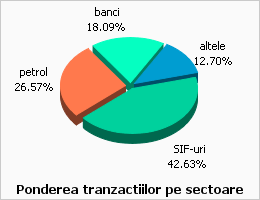 banci
18.09%
altele
12.70%
petrol
26.57%
SIF-uri
42.63%
Ponderea tranzactiilor pe sectoare